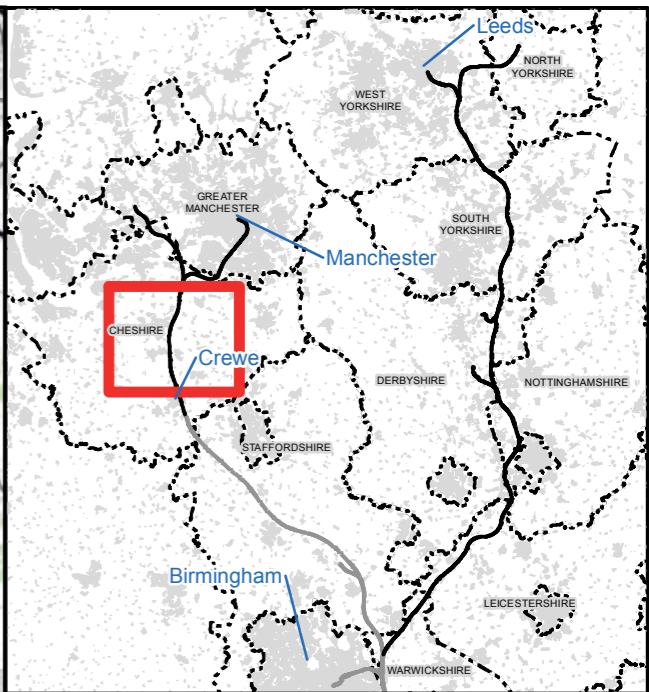 Leeds
NORTH
YORKSHIRE
WEST
YORKSHIRE
GREATER
MANCHESTER
SOUTH
YORKSHIRE
Manchester
CHESHIRE
Crewe
DERBYSHIRE
NOTTINGHAMSHIRE
STAFFORDSHIRE
Birmingham
LEICESTERSHIRE
WARWICKSHIRE